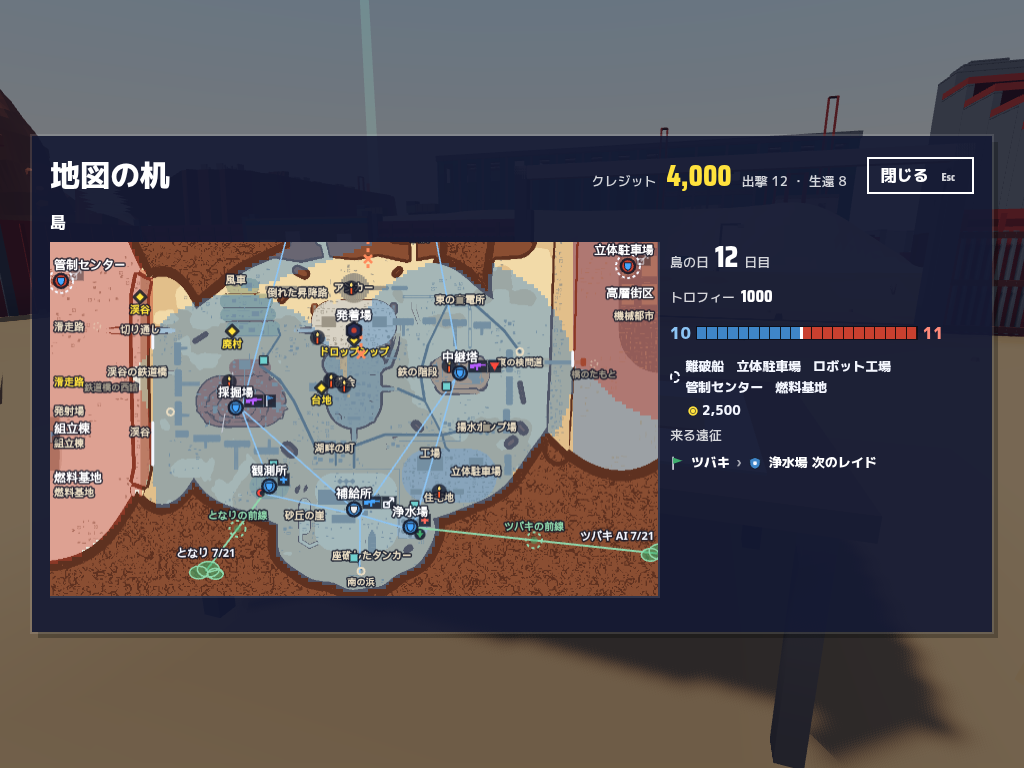 地図の机
クレジット 4,000 出撃 12 ・ 生還 8
閉じる Esc
島
管制センター
渓谷
滑走路
切り通し
風車
倒れた昇降路
発着場
東の
立体駐車場
高層街区
機械都市
廃村
ドロップシップ
中継塔
渓谷の鉄道橋
滑走路
鉄道橋の西詰
採掘場
台地
鉄の階段
発射場
組立棟
組立棟
渓谷
湖畔の町
工場
燃料基地
燃料基地
観測所
補給所
立体駐車場
住宅地
浄水場
となりの前線
砂丘の崖
ツバキの前線
となり 7/21
ツバキ AI 7/21
南の浜
島の日 12 日目
トロフィー 1000
10 11
難破船 立体駐車場 ロボット工場
管制センター 燃料基地
2,500
来る遠征
ツバキ › 浄水場 次のレイド